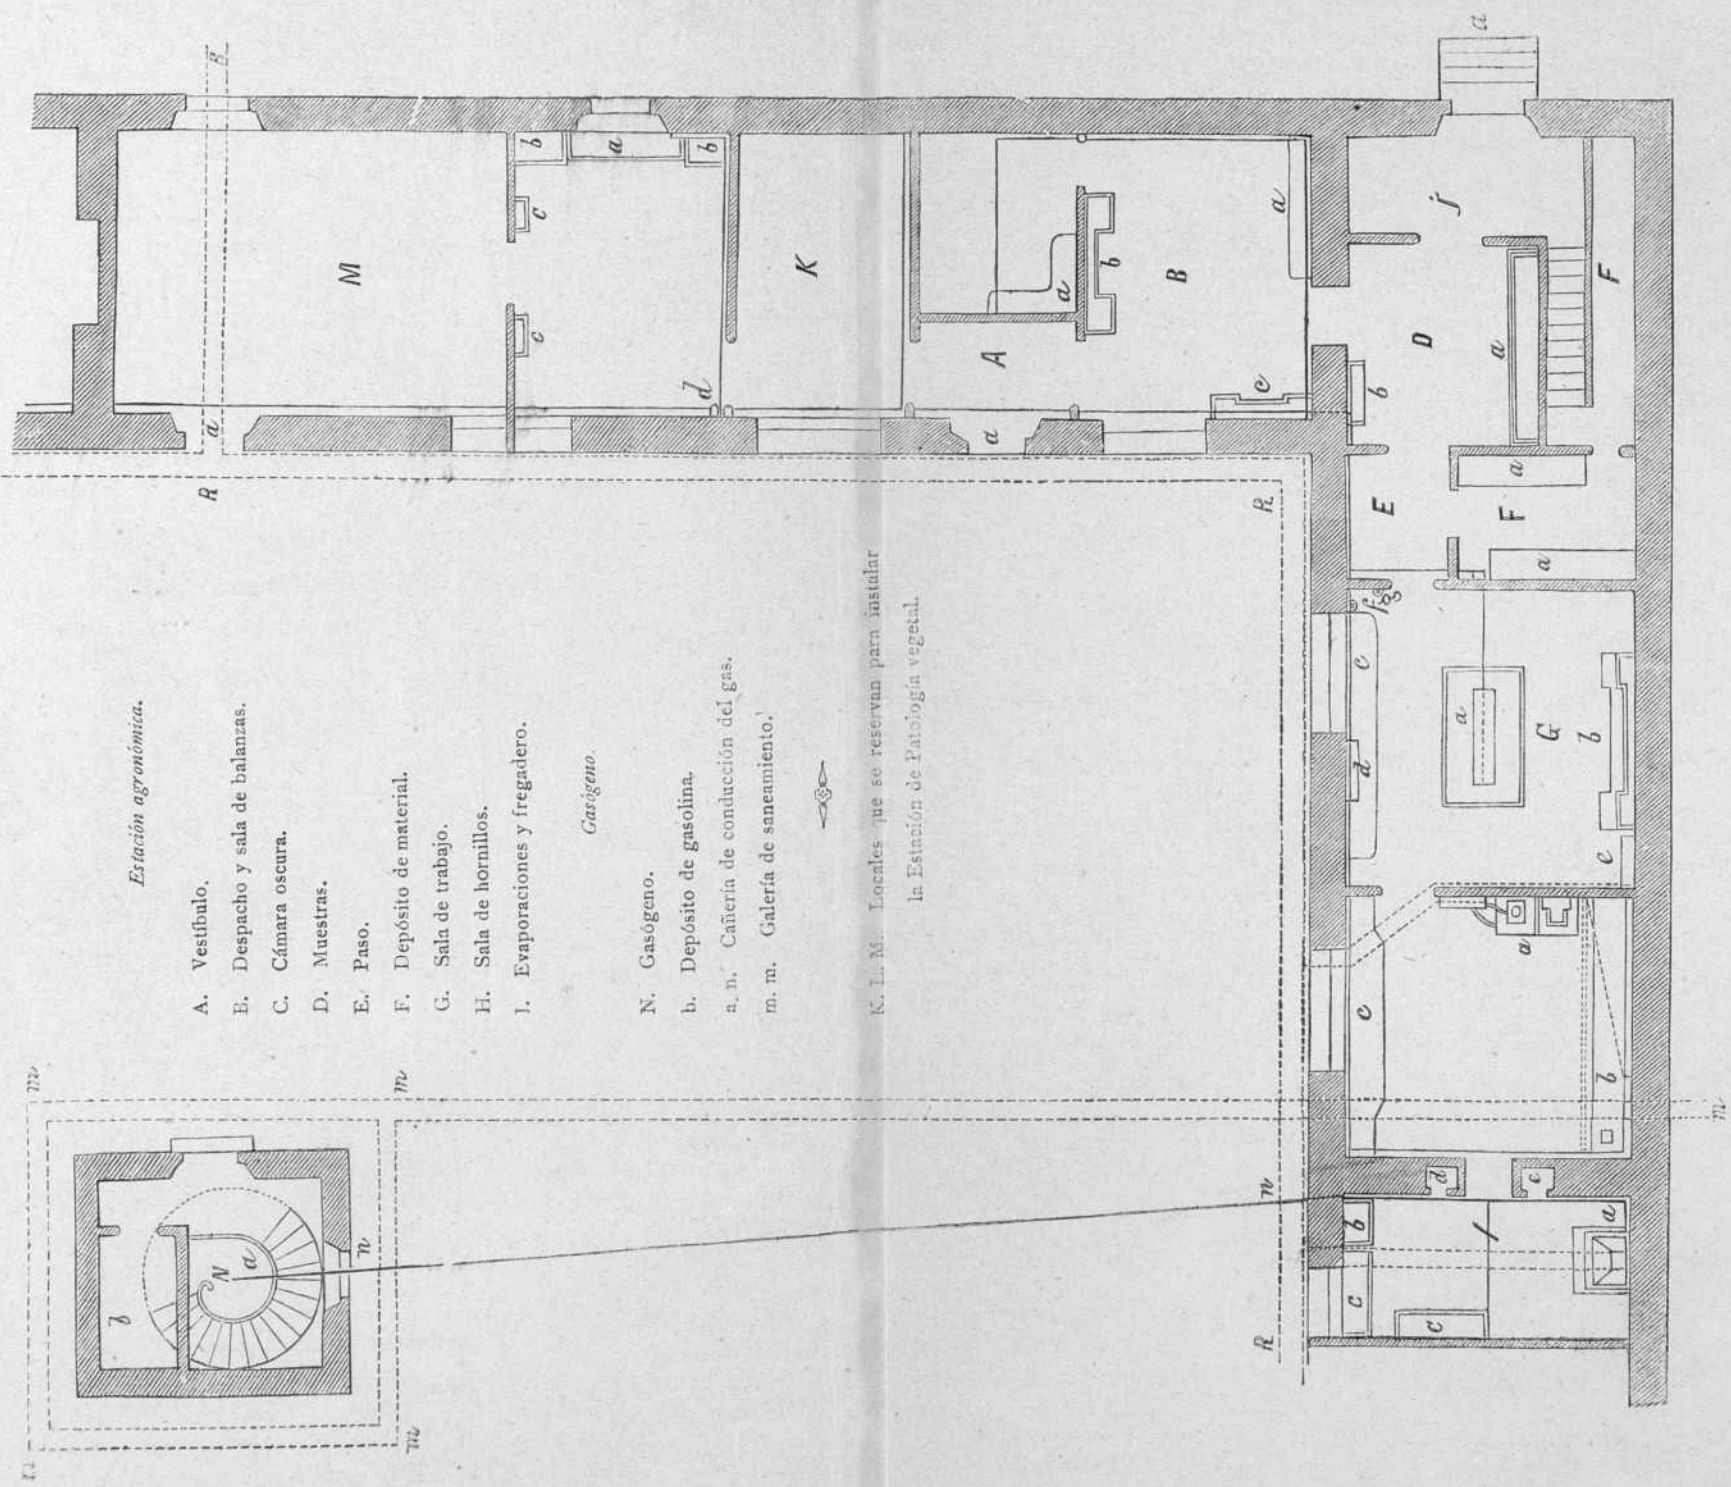 Estación agronómica.
A. Vestíbulo.
B. Despacho y sala de balanzas.
C. Cámara oscura.
D. Muestras.
E. Paso.
F. Depósito de material.
G. Sala de trabajo.
H. Sala de hornillos.
I. Evaporaciones y fregadero.
Gasógeno.
N. Gasógeno.
b. Depósito de gasolina.
a. n. Cañería de conducción del gas.
m. m. Galería de saneamiento.
K. L. M. Locales que se reservan para instalar
la Estación de Patología vegetal.
m
m
m
n
N
a
b
n
m
R
R
R
R
a
a
M
b
a
b
c
c
d
K
A
a
a
b
B
a
c
j
D
a
b
F
E
F
a
a
f
g
c
d
a
G
b
e
c
a
b
d
e
b
c
c
I
a